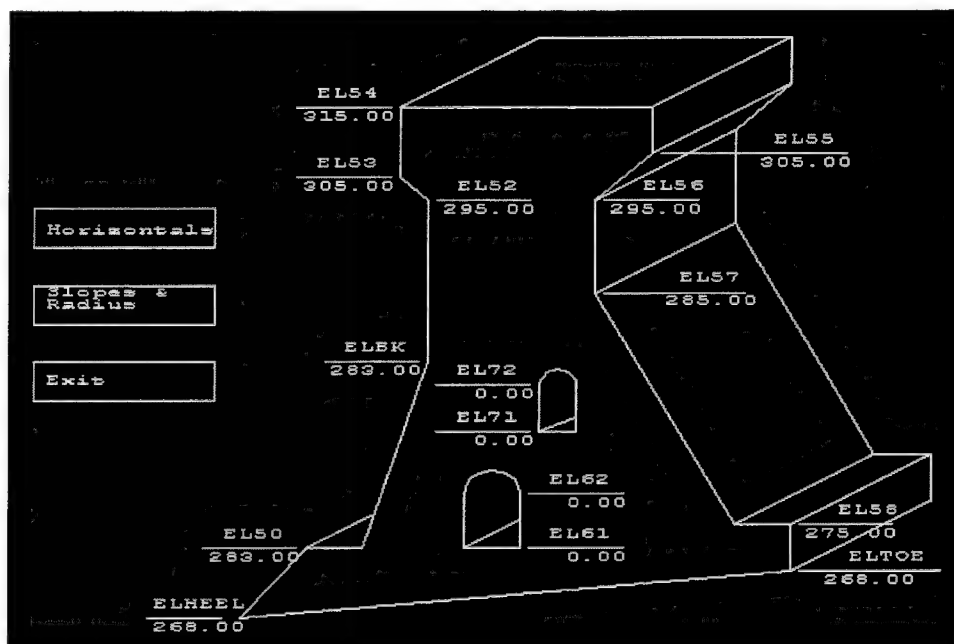 EL54
315.00
EL55
305.00
EL53
305.00
EL52
295.00
EL56
295.00
Horizontals
Slopes &
Radius
Exit
EL57
285.00
ELBK
283.00
EL72
0.00
EL71
0.00
EL62
0.00
EL61
0.00
EL50
283.00
EL58
275.00
ELTOE
268.00
ELHEEL
268.00